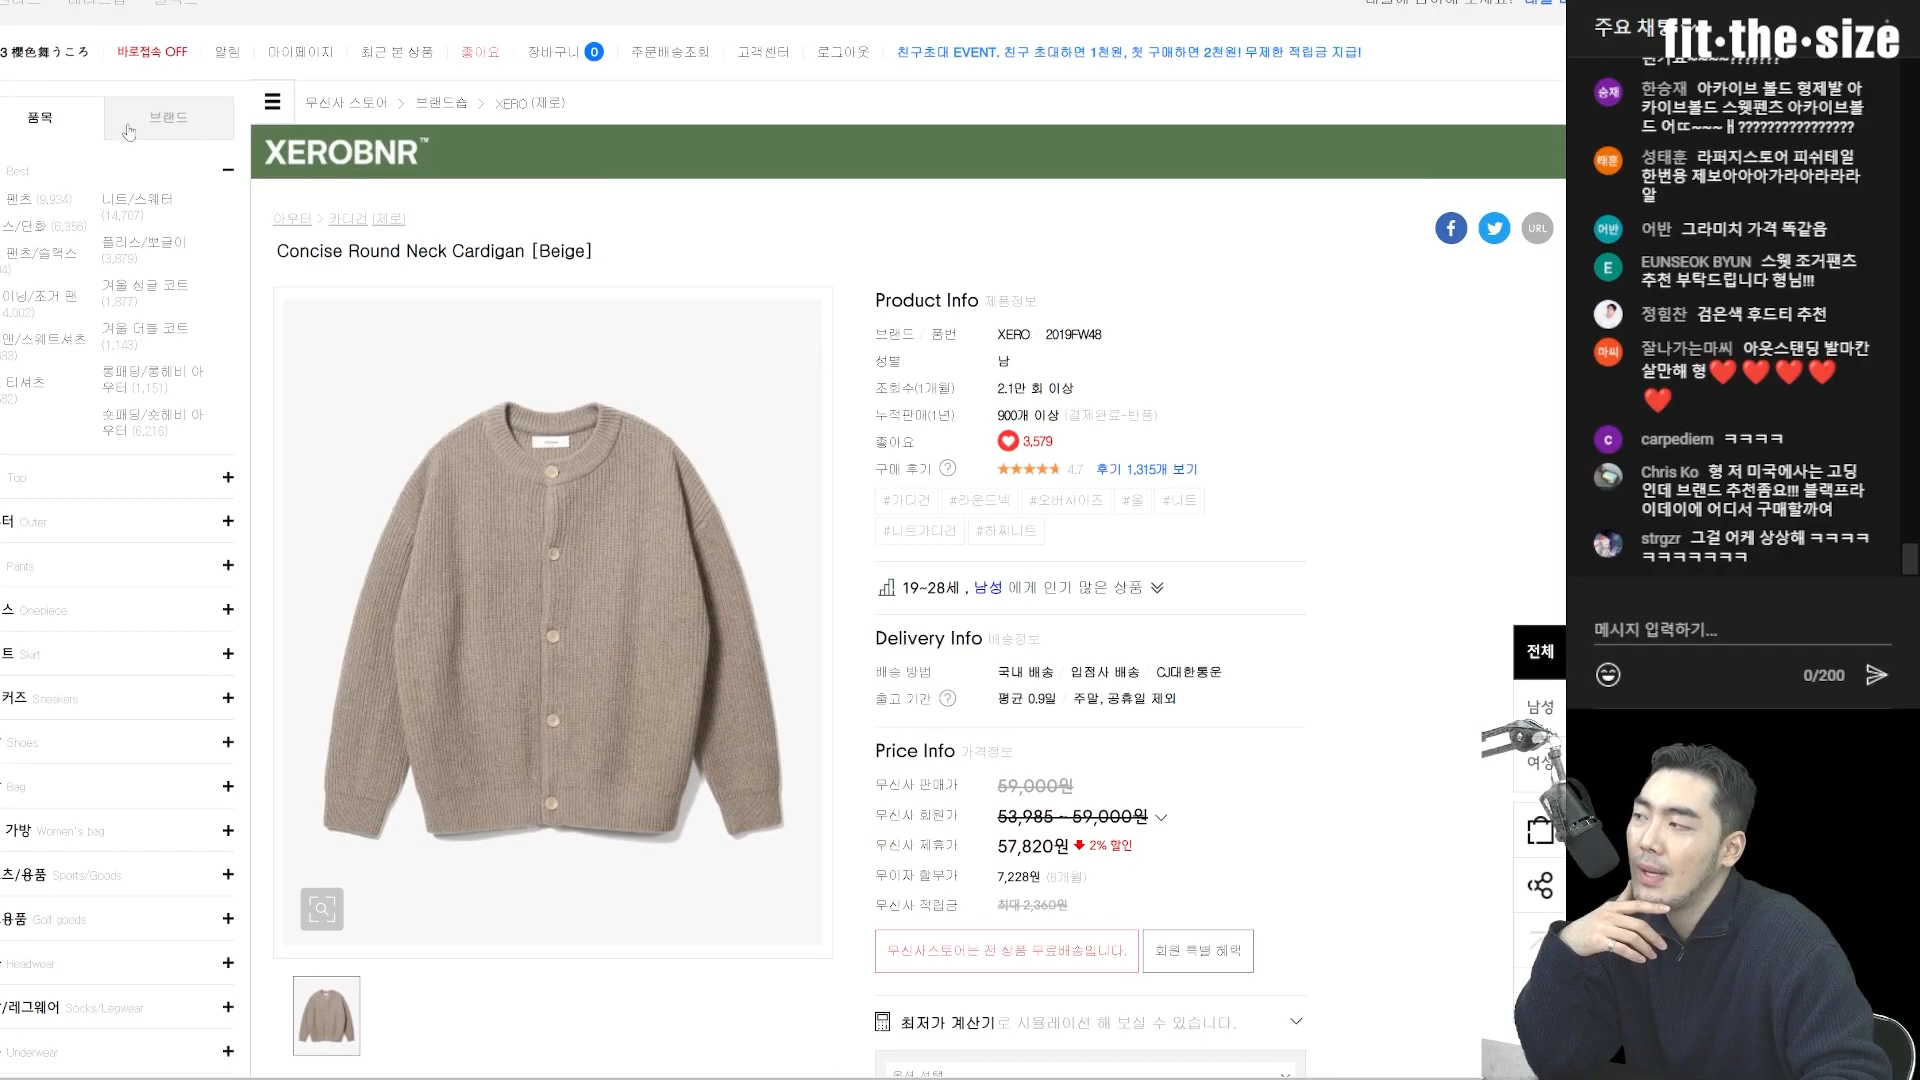 3 櫻色舞うころ
바로접속 OFF
알림
마이페이지
최근 본 상품
좋아요
장바구니 0
주문배송조회
고객센터
로그아웃
친구초대 EVENT. 친구 초대하면 1천원, 첫 구매하면 2천원! 무제한 적립금 지급!
품목
브랜드
Best
팬츠 (9,934)
스/단화 (6,356)
팬츠/슬랙스
이닝/조거 팬
4,002)
맨/스웨트셔츠
티셔츠
니트/스웨터
(14,707)
플리스/뽀글이
(3,879)
겨울 싱글 코트
(1,877)
겨울 더블 코트
(1,143)
롱패딩/롱헤비 아
우터 (1,151)
숏패딩/숏헤비 아
우터 (6,216)
Top
터 Outer
Pants
스 Onepiece
트 Skirt
커즈 Sneakers
Shoes
Bag
가방 Women's bag
츠/용품 Sports/Goods
용품 Golf goods
Headwear
/레그웨어 Socks/Legwear
Underwear
무신사 스토어 > 브랜드숍 > XERO (제로)
XEROBNR™
아우터 > 카디건 (제로)
Concise Round Neck Cardigan [Beige]
URL
Product Info 제품정보
브랜드 / 품번 XERO 2019FW48
성별 남
조회수(1개월) 2.1만 회 이상
누적판매(1년) 900개 이상 (결제완료-반품)
좋아요 3,579
구매 후기 ? 4.7 후기 1,315개 보기
#가디건 #라운드넥 #오버사이즈 #울 #니트
#니트가디건 #하찌니트
19~28세 , 남성 에게 인기 많은 상품
Delivery Info 배송정보
배송 방법 국내 배송 / 입점사 배송 / CJ대한통운
출고 기간 ? 평균 0.9일 / 주말, 공휴일 제외
Price Info 가격정보
무신사 판매가 59,000원
무신사 회원가 53,985 ~ 59,000원
무신사 제휴가 57,820원 2% 할인
무이자 할부가 7,228원 (8개월)
무신사 적립금 최대 2,360원
무신사스토어는 전 상품 무료배송입니다.
회원 특별 혜택
최저가 계산기로 시뮬레이션 해 보실 수 있습니다.
옵션 선택
전체
남성
여성
주요 채팅
fit·the·size
승재
한승재 아카이브 볼드 형제발 아
카이브볼드 스웻팬츠 아카이브볼
드 어ㄸ~~~ㅐ????????????????
태훈
성태훈 라퍼지스토어 피쉬테일
한번용 제보아아아가라아라라라
알
어반
어반 그라미치 가격 똑같음
E
EUNSEOK BYUN 스웻 조거팬츠
추천 부탁드립니다 형님!!!
정힘찬 검은색 후드티 추천
마씨
잘나가는마씨 아웃스탠딩 발마칸
살만해 형❤️❤️❤️❤️
❤️
c
carpediem ㅋㅋㅋㅋ
Chris Ko 형 저 미국에사는 고딩
인데 브랜드 추천좀요!!! 블랙프라
이데이에 어디서 구매할까여
strgzr 그걸 어케 상상해 ㅋㅋㅋㅋ
ㅋㅋㅋㅋㅋㅋㅋ
메시지 입력하기...
0/200